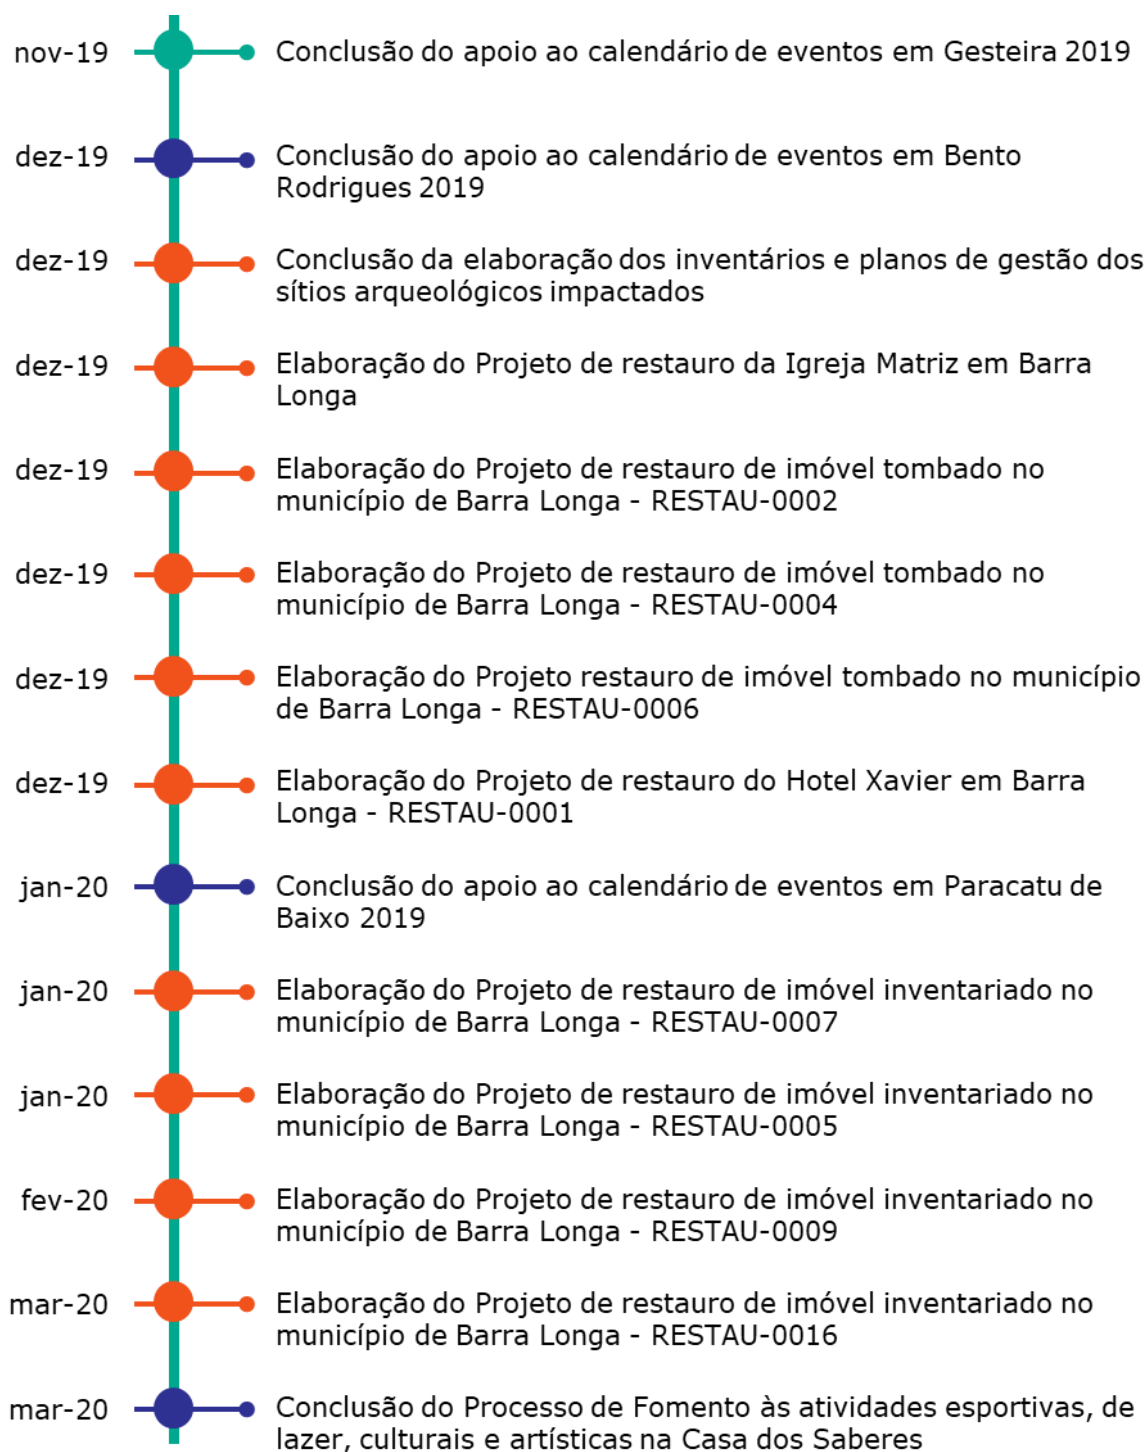 nov-19 Conclusão do apoio ao calendário de eventos em Gesteira 2019
dez-19 Conclusão do apoio ao calendário de eventos em Bento
Rodrigues 2019
dez-19 Conclusão da elaboração dos inventários e planos de gestão dos
sítios arqueológicos impactados
dez-19 Elaboração do Projeto de restauro da Igreja Matriz em Barra
Longa
dez-19 Elaboração do Projeto de restauro de imóvel tombado no
município de Barra Longa - RESTAU-0002
dez-19 Elaboração do Projeto de restauro de imóvel tombado no
município de Barra Longa - RESTAU-0004
dez-19 Elaboração do Projeto restauro de imóvel tombado no município
de Barra Longa - RESTAU-0006
dez-19 Elaboração do Projeto de restauro do Hotel Xavier em Barra
Longa - RESTAU-0001
jan-20 Conclusão do apoio ao calendário de eventos em Paracatu de
Baixo 2019
jan-20 Elaboração do Projeto de restauro de imóvel inventariado no
município de Barra Longa - RESTAU-0007
jan-20 Elaboração do Projeto de restauro de imóvel inventariado no
município de Barra Longa - RESTAU-0005
fev-20 Elaboração do Projeto de restauro de imóvel inventariado no
município de Barra Longa - RESTAU-0009
mar-20 Elaboração do Projeto de restauro de imóvel inventariado no
município de Barra Longa - RESTAU-0016
mar-20 Conclusão do Processo de Fomento às atividades esportivas, de
lazer, culturais e artísticas na Casa dos Saberes